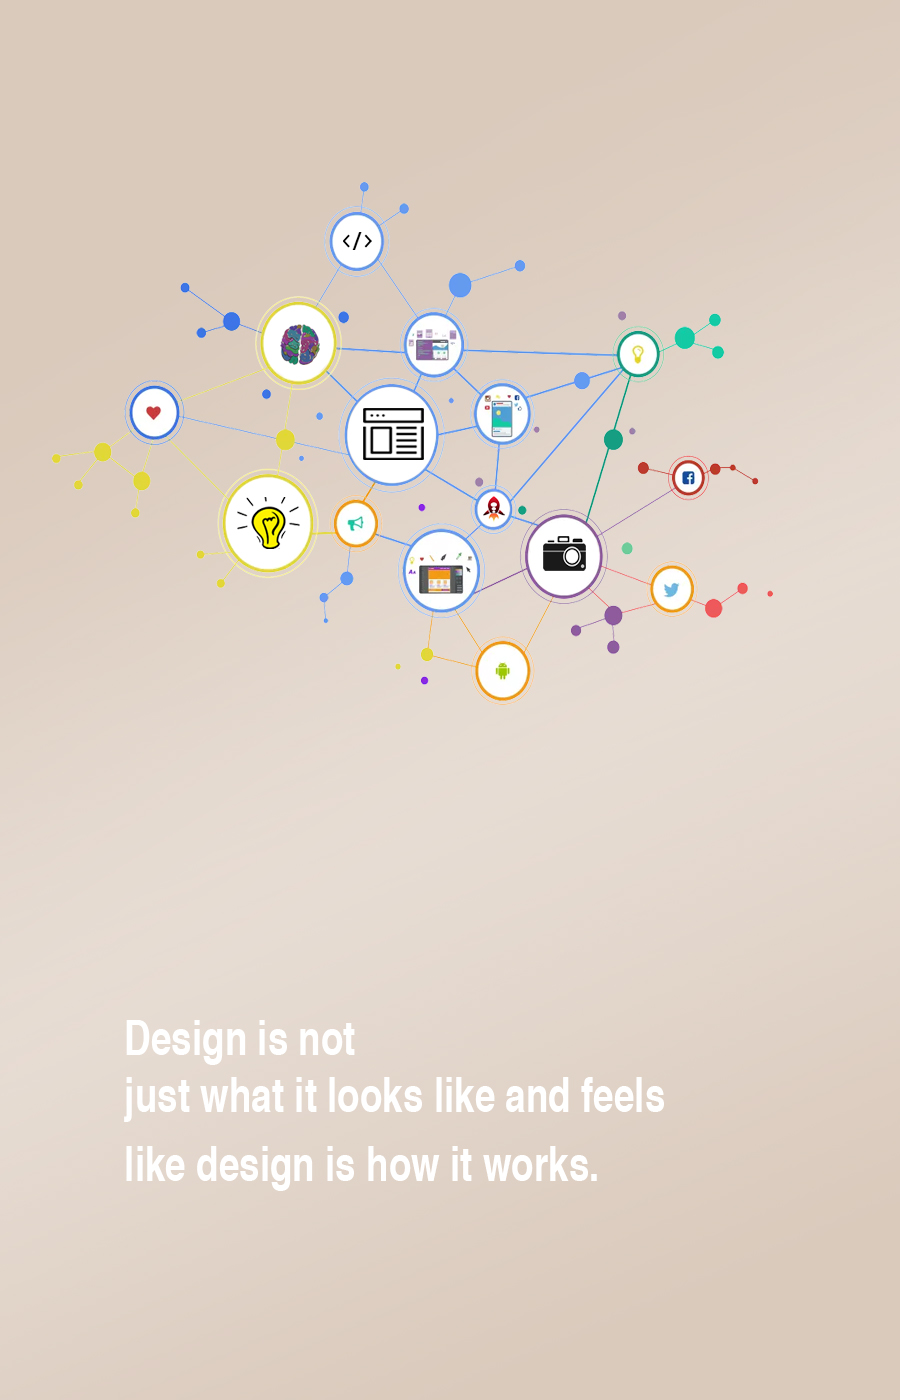 </>
Design is not
just what it looks like and feels
like design is how it works.